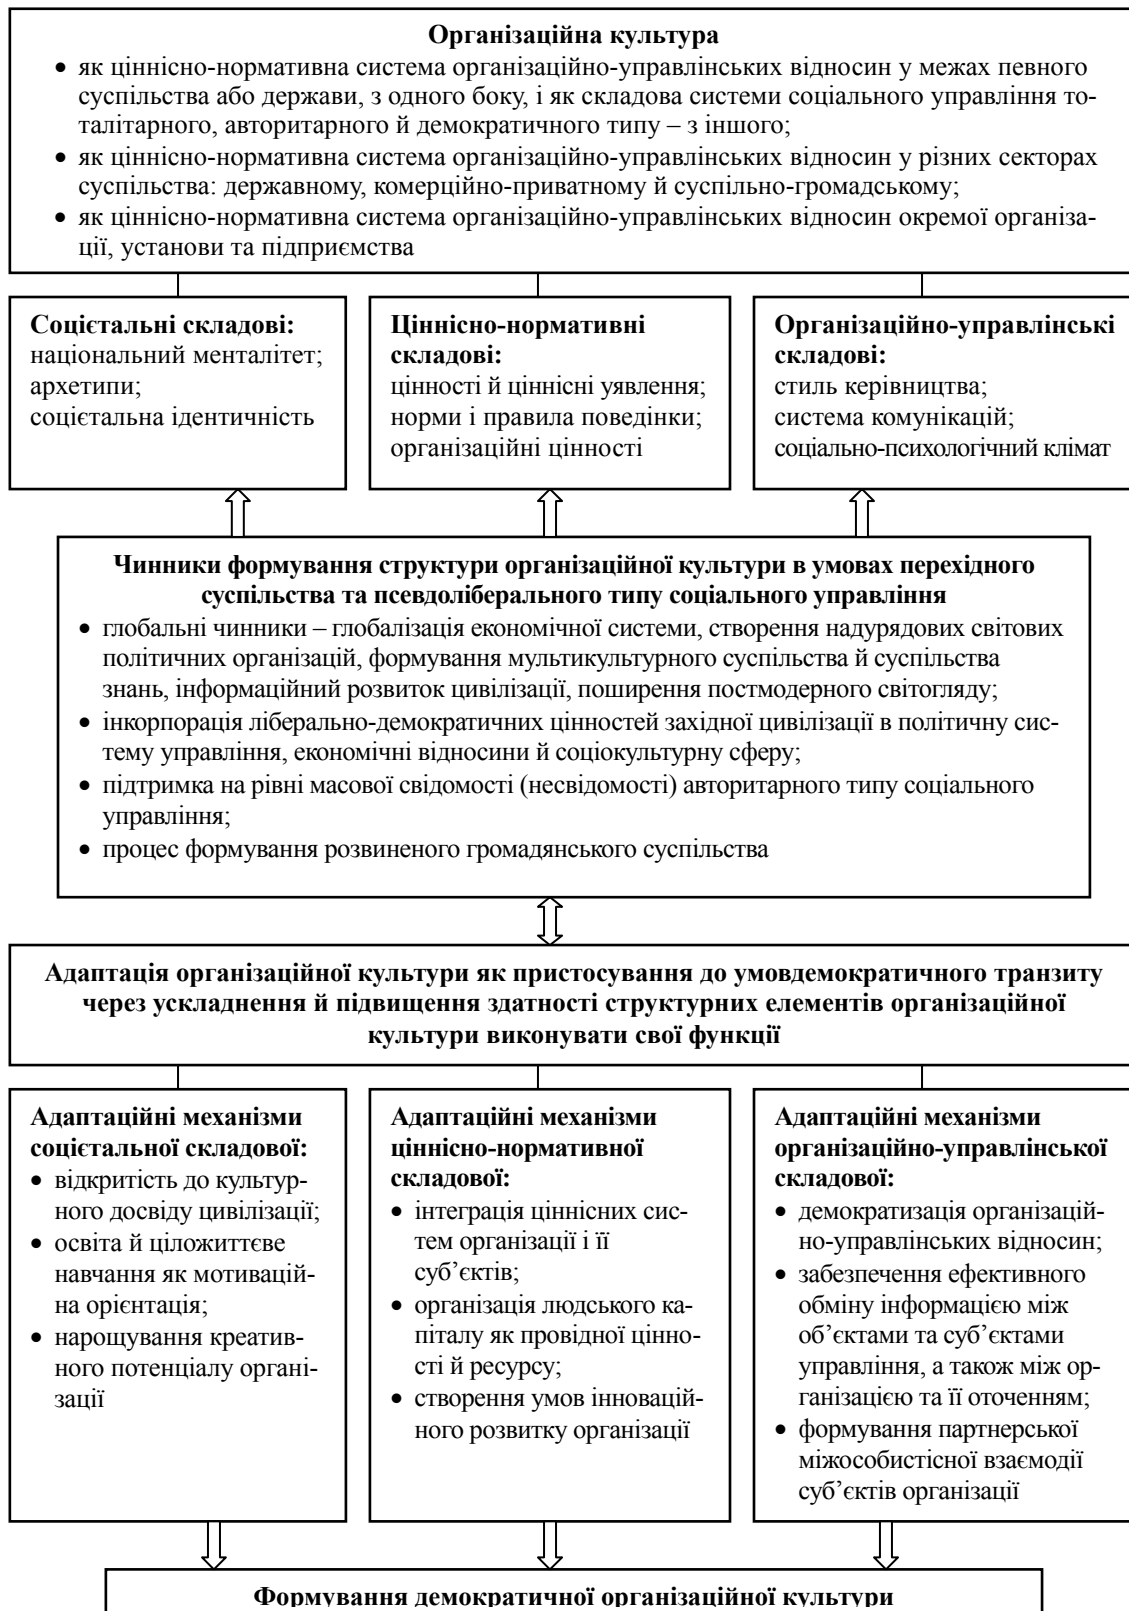 Організаційна культура
• як ціннісно-нормативна система організаційно-управлінських відносин у межах певного
суспільства або держави, з одного боку, і як складова системи соціального управління то-
талітарного, авторитарного й демократичного типу – з іншого;
• як ціннісно-нормативна система організаційно-управлінських відносин у різних секторах
суспільства: державному, комерційно-приватному й суспільно-громадському;
• як ціннісно-нормативна система організаційно-управлінських відносин окремої організа-
ції, установи та підприємства
Соцієтальні складові:
національний менталітет;
архетипи;
соцієтальна ідентичність
Ціннісно-нормативні
складові:
цінності й ціннісні уявлення;
норми і правила поведінки;
організаційні цінності
Організаційно-управлінські
складові:
стиль керівництва;
система комунікацій;
соціально-психологічний клімат
Чинники формування структури організаційної культури в умовах перехідного
суспільства та псевдоліберального типу соціального управління
• глобальні чинники – глобалізація економічної системи, створення надурядових світових
політичних організацій, формування мультикультурного суспільства й суспільства
знань, інформаційний розвиток цивілізації, поширення постмодерного світогляду;
• інкорпорація ліберально-демократичних цінностей західної цивілізації в політичну сис-
тему управління, економічні відносини й соціокультурну сферу;
• підтримка на рівні масової свідомості (несвідомості) авторитарного типу соціального
управління;
• процес формування розвиненого громадянського суспільства
Адаптація організаційної культури як пристосування до умовдемократичного транзиту
через ускладнення й підвищення здатності структурних елементів організаційної
культури виконувати свої функції
Адаптаційні механізми
соцієтальної складової:
• відкритість до культур-
ного досвіду цивілізації;
• освіта й ціложиттєве
навчання як мотивацій-
на орієнтація;
• нарощування креатив-
ного потенціалу органі-
зації
Адаптаційні механізми
ціннісно-нормативної
складової:
• інтеграція ціннісних сис-
тем організації і її
суб’єктів;
• організація людського ка-
піталу як провідної цінно-
сті й ресурсу;
• створення умов інновацій-
ного розвитку організації
Адаптаційні механізми
організаційно-управлінської
складової:
• демократизація організацій-
но-управлінських відносин;
• забезпечення ефективного
обміну інформацією між
об’єктами та суб’єктами
управління, а також між ор-
ганізацією та її оточенням;
• формування партнерської
міжособистісної взаємодії
суб’єктів організації
Формування демократичної організаційної культури